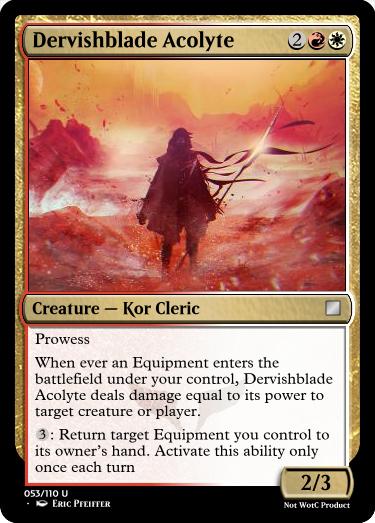 Dervishblade Acolyte 2
Creature — Kor Cleric
Prowess
When ever an Equipment enters the
battlefield under your control, Dervishblade
Acolyte deals damage equal to its power to
target creature or player.
3: Return target Equipment you control to
its owner's hand. Activate this ability only
once each turn
2/3
053/110 U
· Eric Pfeiffer
Not WotC Product